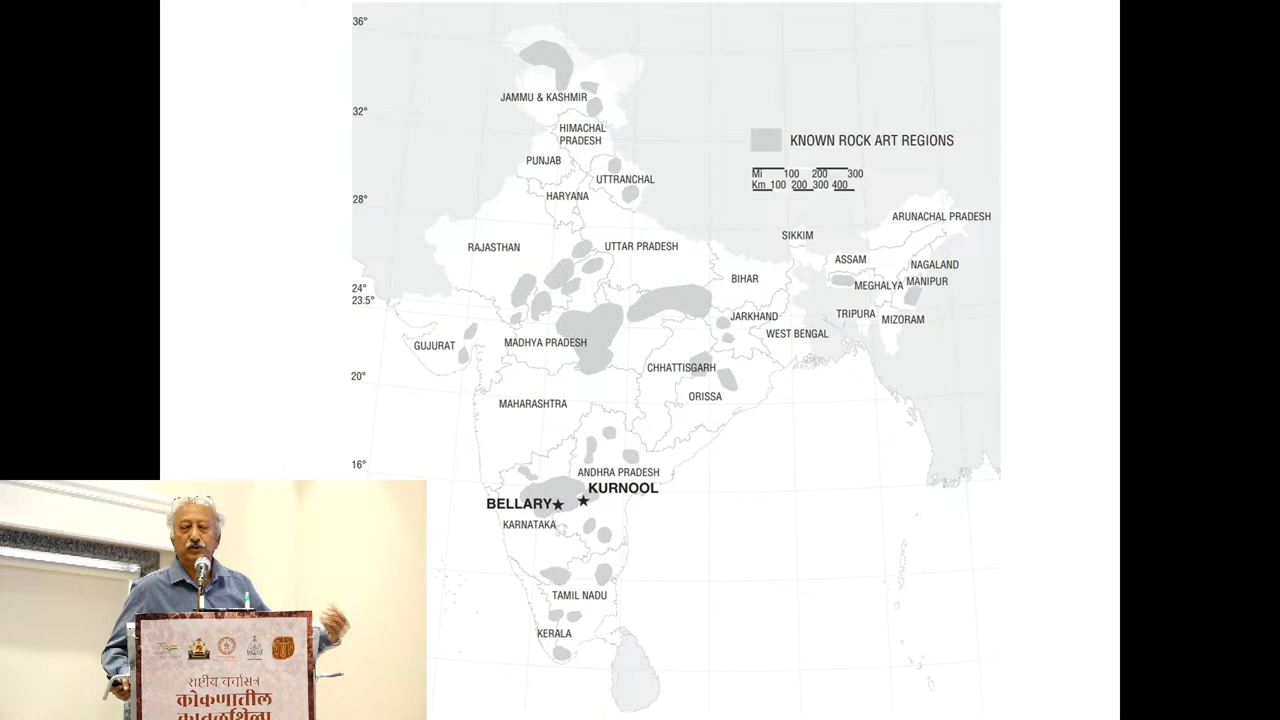 36°
32°
28°
24°
23.5°
20°
16°
JAMMU & KASHMIR
HIMACHAL
PRADESH
PUNJAB
UTTRANCHAL
HARYANA
RAJASTHAN
UTTAR PRADESH
KNOWN ROCK ART REGIONS
Mi 100 200 300
Km 100 200 300 400
ARUNACHAL PRADESH
SIKKIM
ASSAM
NAGALAND
BIHAR
MEGHALYA
MANIPUR
JHARKHAND
TRIPURA
MIZORAM
WEST BENGAL
GUJURAT
MADHYA PRADESH
CHHATTISGARH
ORISSA
MAHARASHTRA
ANDHRA PRADESH
KURNOOL
BELLARY
KARNATAKA
TAMIL NADU
KERALA
राष्ट्रीय चर्चासत्र
कोकणातील
कातळशिल्प